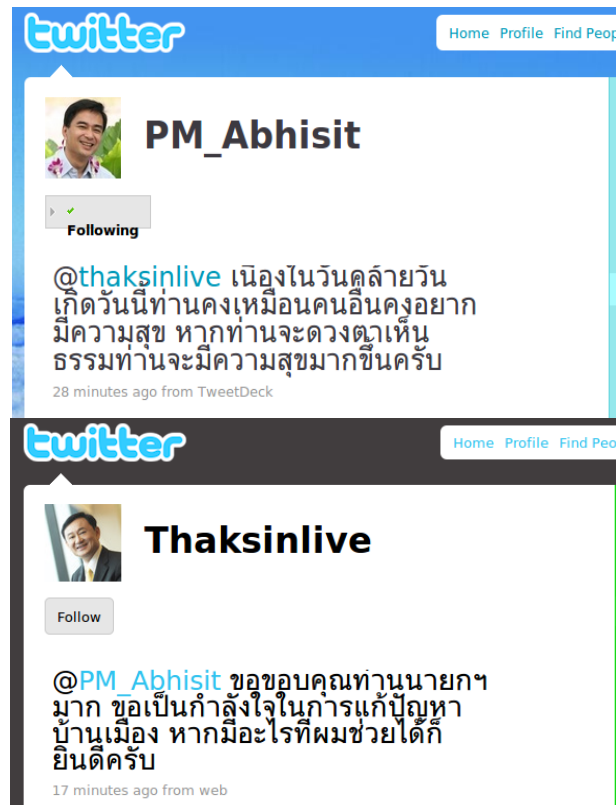 twitter
Home Profile Find Peop
PM_Abhisit
Following
@thaksinlive เนื่องในวันคล้ายวัน
เกิดวันนี้ท่านคงเหมือนคนอื่นคงอยาก
มีความสุข หากท่านจะดวงตาเห็น
ธรรมท่านจะมีความสุขมากขึ้นครับ
28 minutes ago from TweetDeck
twitter
Home Profile Find Peo
Thaksinlive
Follow
@PM_Abhisit ขอขอบคุณท่านนายกฯ
มาก ขอเป็นกำลังใจในการแก้ปัญหา
บ้านเมือง หากมีอะไรที่ผมช่วยได้ก็
ยินดีครับ
17 minutes ago from web